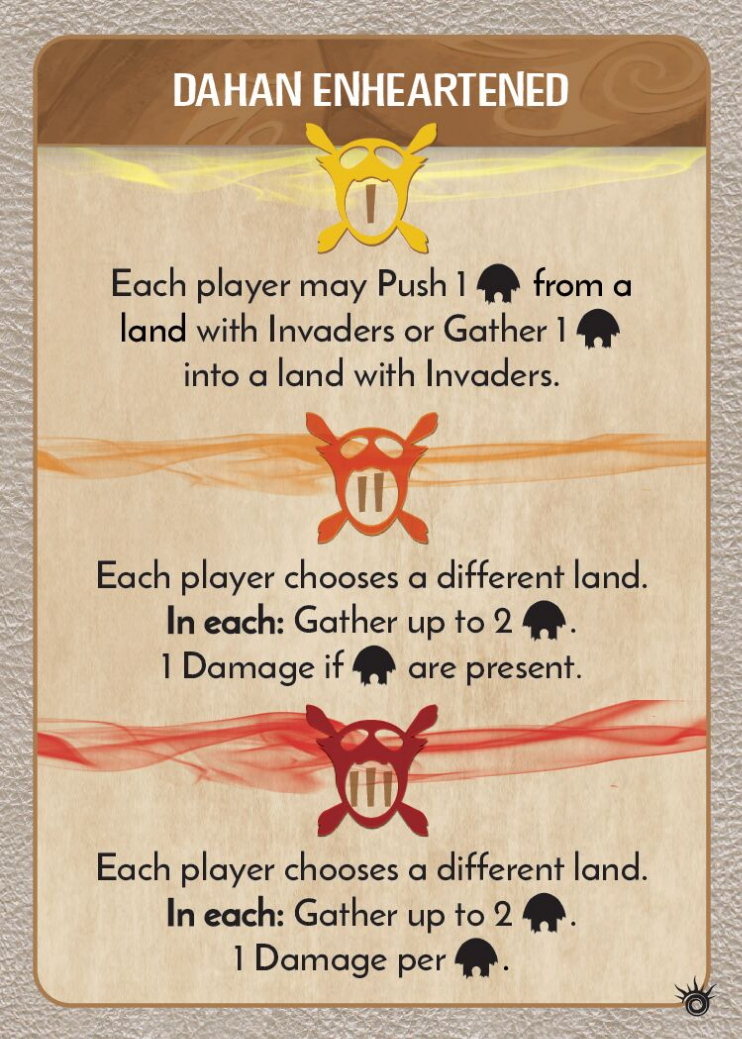 DAHAN ENHEARTENED
I
Each player may Push 1 from a
land with Invaders or Gather 1
into a land with Invaders.
II
Each player chooses a different land.
In each: Gather up to 2 .
1 Damage if are present.
III
Each player chooses a different land.
In each: Gather up to 2 .
1 Damage per .